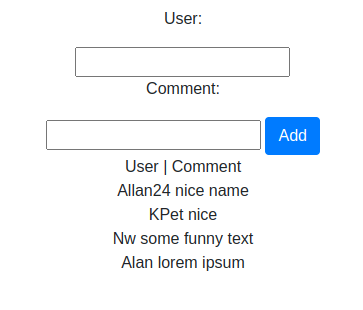 User:
Comment:
Add
User | Comment
Allan24 nice name
KPet nice
Nw some funny text
Alan lorem ipsum